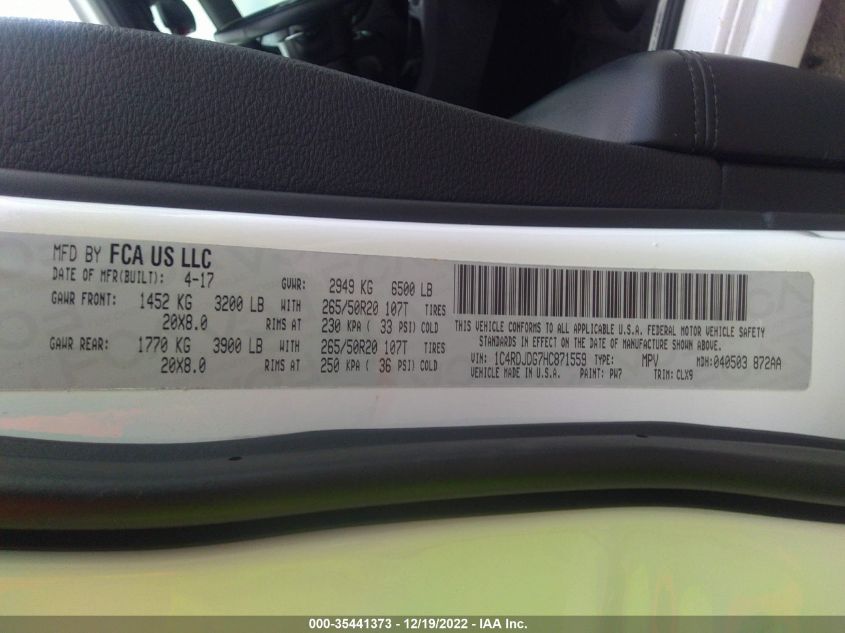 MFD BY FCA US LLC
DATE OF MFR(BUILT): 4-17 GVWR: 2949 KG 6500 LB
GAWR FRONT: 1452 KG 3200 LB WITH 265/50R20 107T TIRES
20X8.0 RIMS AT 230 KPA ( 33 PSI) COLD
GAWR REAR: 1770 KG 3900 LB WITH 265/50R20 107T TIRES
20X8.0 RIMS AT 250 KPA ( 36 PSI) COLD
THIS VEHICLE CONFORMS TO ALL APPLICABLE U.S.A. FEDERAL MOTOR VEHICLE SAFETY
STANDARDS IN EFFECT ON THE DATE OF MANUFACTURE SHOWN ABOVE.
VIN: 1C4RDJDG7HC871559 TYPE: MPV MDH: 040503 872AA
VEHICLE MADE IN U.S.A. PAINT: PW7 TRIM: CLX9
000-35441373 - 12/19/2022 - IAA Inc.